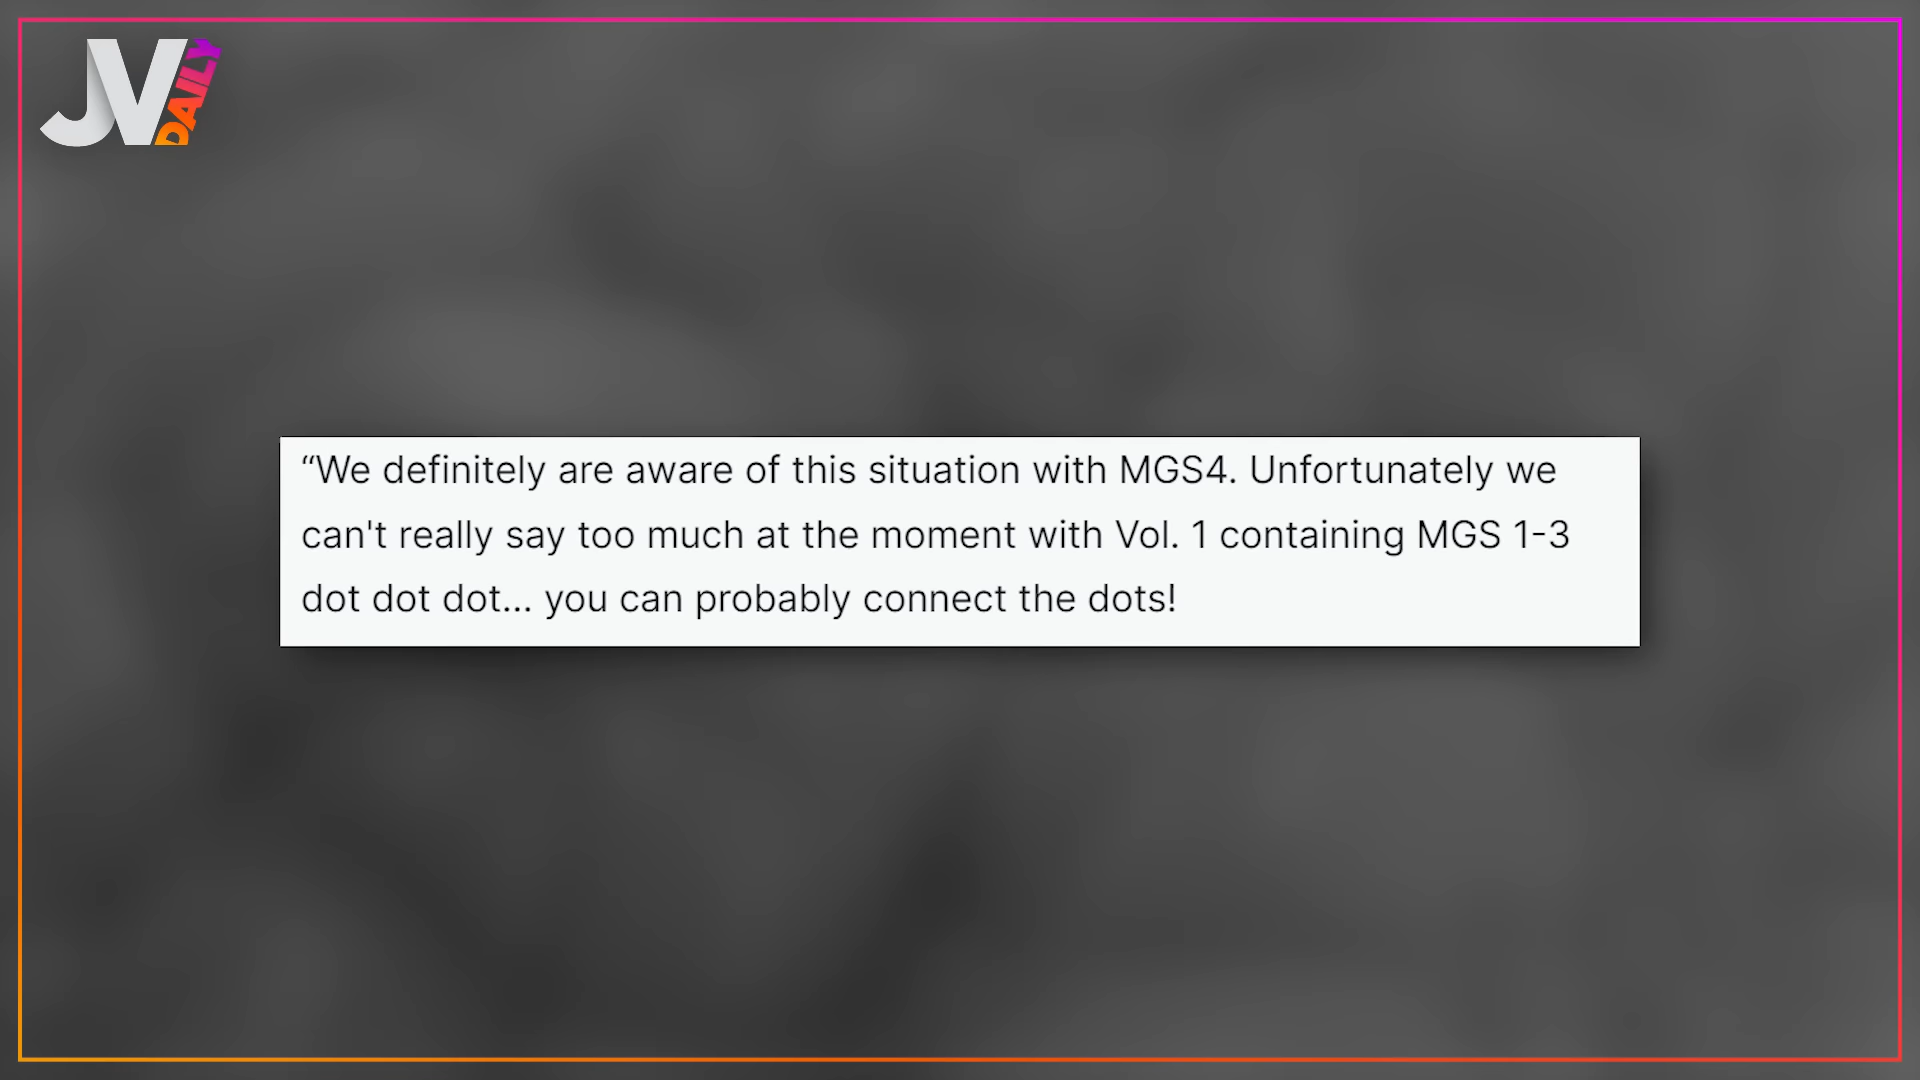 JV
DAILY
“We definitely are aware of this situation with MGS4. Unfortunately we
can't really say too much at the moment with Vol. 1 containing MGS 1-3
dot dot dot... you can probably connect the dots!